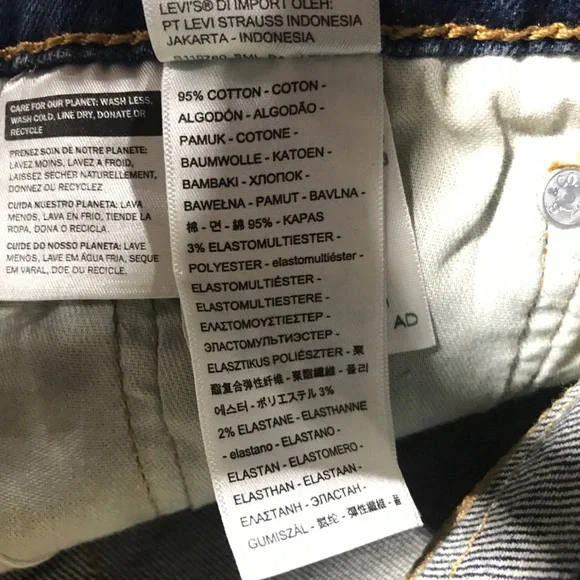 LEVI'S® DI IMPORT OLEH:
PT LEVI STRAUSS INDONESIA
JAKARTA - INDONESIA
CARE FOR OUR PLANET: WASH LESS,
WASH COLD, LINE DRY, DONATE OR
RECYCLE
PRENEZ SOIN DE NOTRE PLANETE:
LAVEZ MOINS, LAVEZ A FROID,
LAISSEZ SÉCHER NATURELLEMENT,
DONNEZ OU RECYCLEZ
CUIDA NUESTRO PLANETA: LAVA
MENOS, LAVA EN FRIO, TIENDE LA
ROPA, DONA O RECICLA.
CUIDE DO NOSSO PLANETA: LAVE
MENOS, LAVE EM ÁGUA FRIA, SEQUE
EM VARAL, DOE OU RECICLE.
95% COTTON - COTON -
ALGODÓN - ALGODÃO -
PAMUK - COTONE -
BAUMWOLLE - KATOEN -
BAMBAKI - ХЛОПОК -
BAWEŁNA - PAMUT - BAVLNA -
棉 - 면 - 綿 95% - KAPAS
3% ELASTOMULTIESTER -
POLYESTER - elastomultiéster -
ELASTOMULTIÉSTER -
ELASTOMULTIESTERE -
ΕΛΑΣΤΟΜΟΥΣΤΙΕΣΤΕΡ -
ЭЛАСТОМУЛЬТИЭСТЕР -
ELASZTIKUS POLIÉSZTER - 聚
酯复合弹性纤维 - 聚酯纖維 - 폴리
에스터 - ポリエステル 3%
2% ELASTANE - ELASTHANNE
- elastano - ELASTANO -
ELASTAN - ELASTOMERO -
ELASTHAN - ELASTAAN -
ΕΛΑΣΤΑΝΗ - ЭЛАСТАН -
GUMISZÁL - 氨纶 - 弹性纖維 -
AD